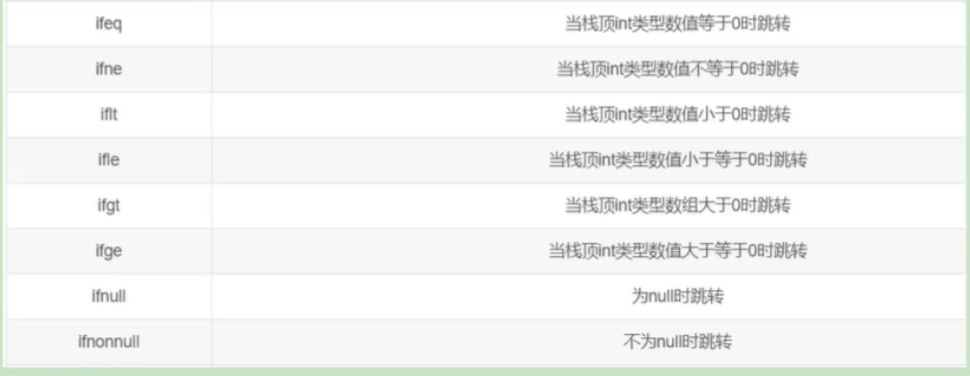 ifeq 当栈顶int类型数值等于0时跳转
ifne 当栈顶int类型数值不等于0时跳转
iflt 当栈顶int类型数值小于0时跳转
ifle 当栈顶int类型数值小于等于0时跳转
ifgt 当栈顶int类型数组大于0时跳转
ifge 当栈顶int类型数值大于等于0时跳转
ifnull 为null时跳转
ifnonnull 不为null时跳转